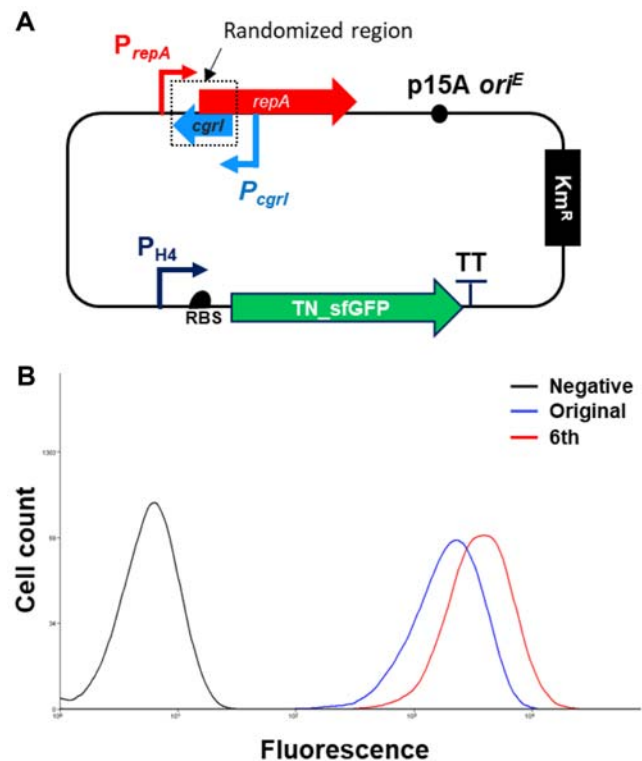 A
Randomized region
PrepA
repA
p15A oriE
cgrI
PcgrI
KmR
PH4
TT
RBS
TN_sfGFP
B
Negative
Original
6th
Cell count
Fluorescence